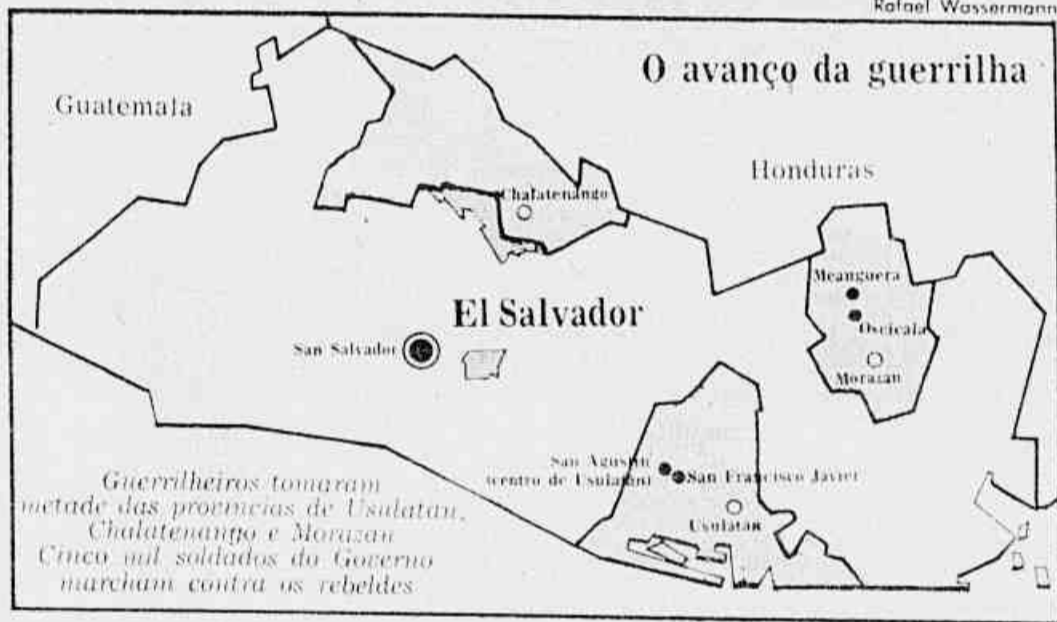 Rafael Wassermann
O avanço da guerrilha
Guatemala
Honduras
Chalatenango
Meanguera
El Salvador
Oscicala
San Salvador
Morazan
San Agustin
(centro de Usulatan)
San Francisco Javier
Usulatan
Guerrilheiros tomaram
metade das provincias de Usulatan,
Chalatenango e Morazan
Cinco mil soldados do Governo
marcham contra os rebeldes